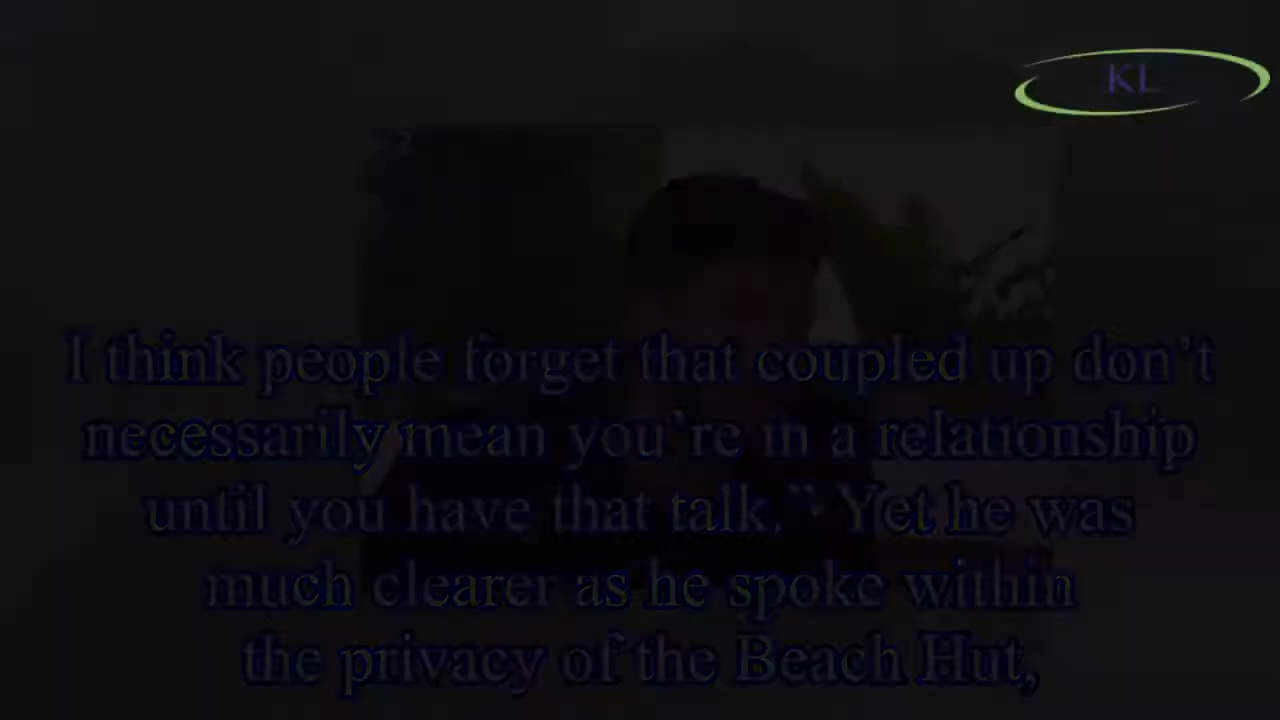 KL
I think people forget that coupled up don’t
necessarily mean you’re in a relationship
until you have that talk.” Yet he was
much clearer as he spoke within
the privacy of the Beach Hut,